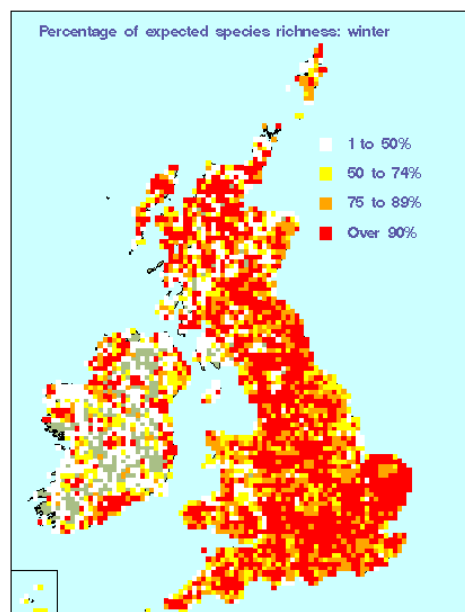 Percentage of expected species richness: winter
1 to 50%
50 to 74%
75 to 89%
Over 90%